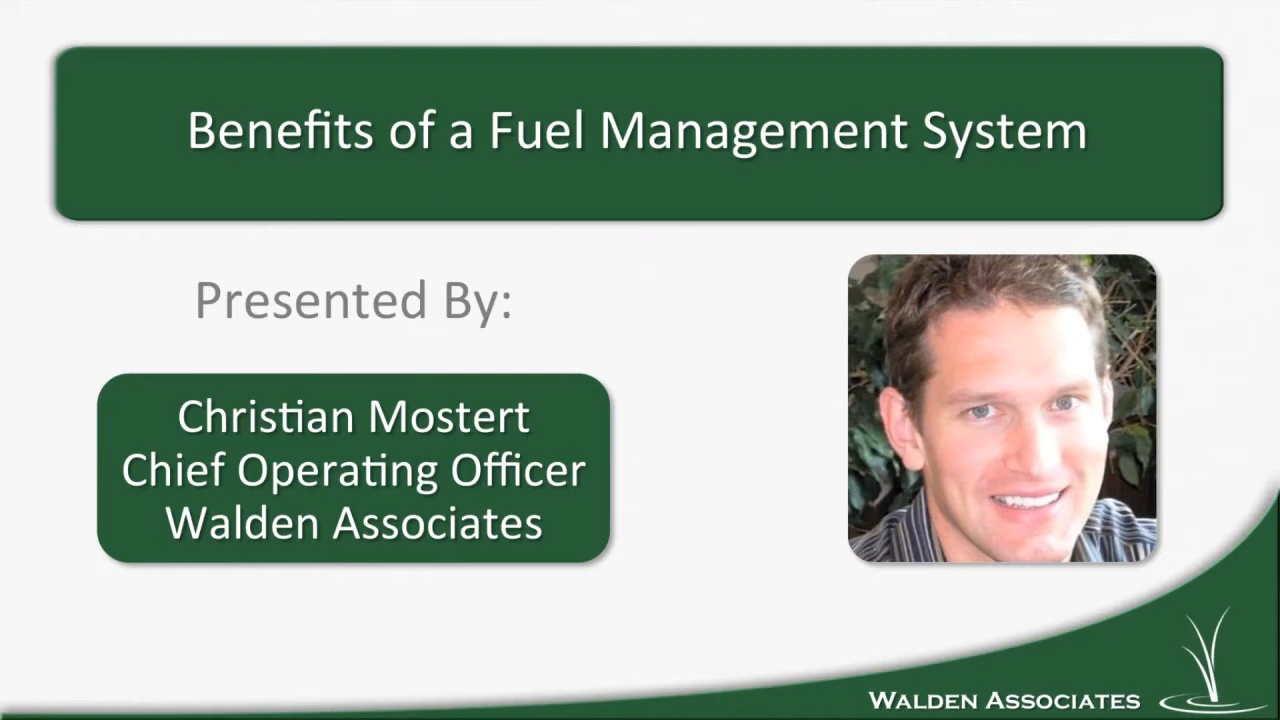 Benefits of a Fuel Management System
Presented By:
Christian Mostert
Chief Operating Officer
Walden Associates
WALDEN ASSOCIATES